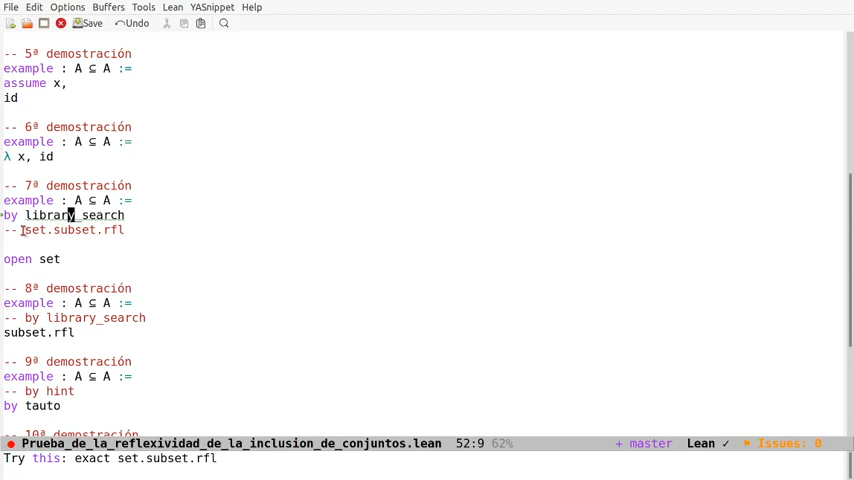 File Edit Options Buffers Tools Lean YASnippet Help
Save Undo
-- 5ª demostración
example : A ⊆ A :=
assume x,
id
-- 6ª demostración
example : A ⊆ A :=
λ x, id
-- 7ª demostración
example : A ⊆ A :=
by library_search
-- set.subset.rfl
open set
-- 8ª demostración
example : A ⊆ A :=
-- by library_search
subset.rfl
-- 9ª demostración
example : A ⊆ A :=
-- by hint
by tauto
-- 10ª demostración
Prueba_de_la_reflexividad_de_la_inclusion_de_conjuntos.lean 52:9 62% + master Lean ✓ Issues: 0
Try this: exact set.subset.rfl